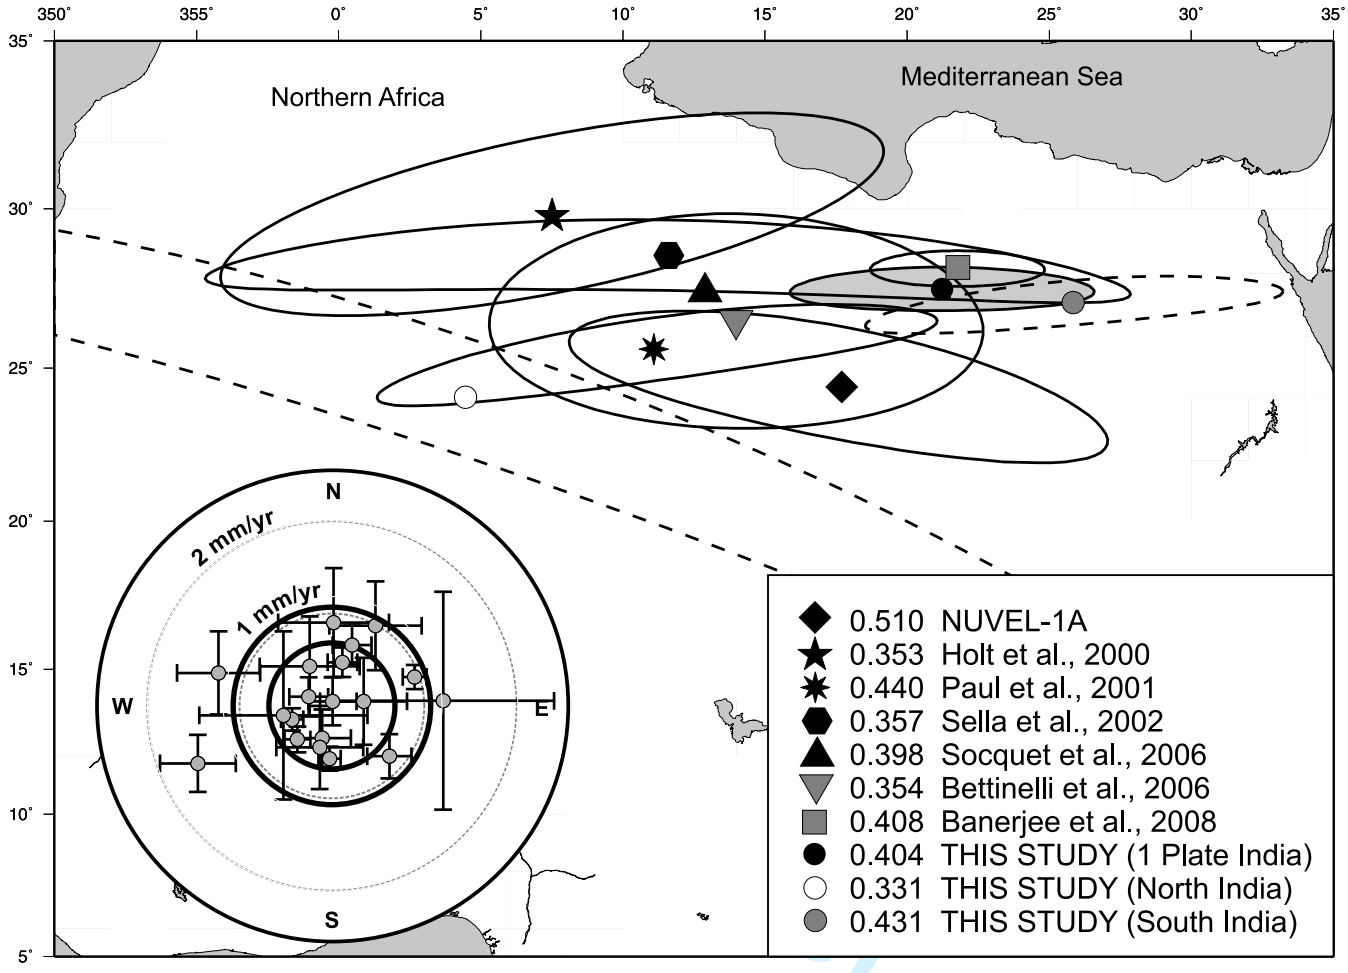 350˚ 355˚ 0˚ 5˚ 10˚ 15˚ 20˚ 25˚ 30˚ 35˚
35˚
Mediterranean Sea
Northern Africa
30˚
25˚
20˚
15˚
10˚
5˚
N
2 mm/yr
1 mm/yr
W
E
S
0.510 NUVEL-1A
0.353 Holt et al., 2000
0.440 Paul et al., 2001
0.357 Sella et al., 2002
0.398 Socquet et al., 2006
0.354 Bettinelli et al., 2006
0.408 Banerjee et al., 2008
0.404 THIS STUDY (1 Plate India)
0.331 THIS STUDY (North India)
0.431 THIS STUDY (South India)